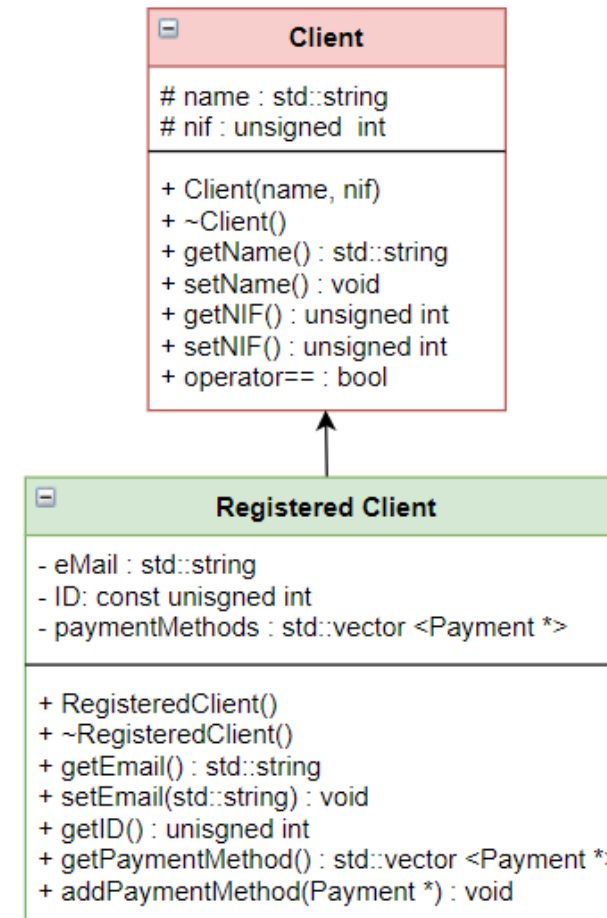 Client
# name : std::string
# nif : unsigned int
+ Client(name, nif)
+ ~Client()
+ getName() : std::string
+ setName() : void
+ getNIF() : unsigned int
+ setNIF() : unsigned int
+ operator== : bool
Registered Client
- eMail : std::string
- ID: const unisgned int
- paymentMethods : std::vector <Payment *>
+ RegisteredClient()
+ ~RegisteredClient()
+ getEmail() : std::string
+ setEmail(std::string) : void
+ getID() : unisgned int
+ getPaymentMethod() : std::vector <Payment *>
+ addPaymentMethod(Payment *) : void